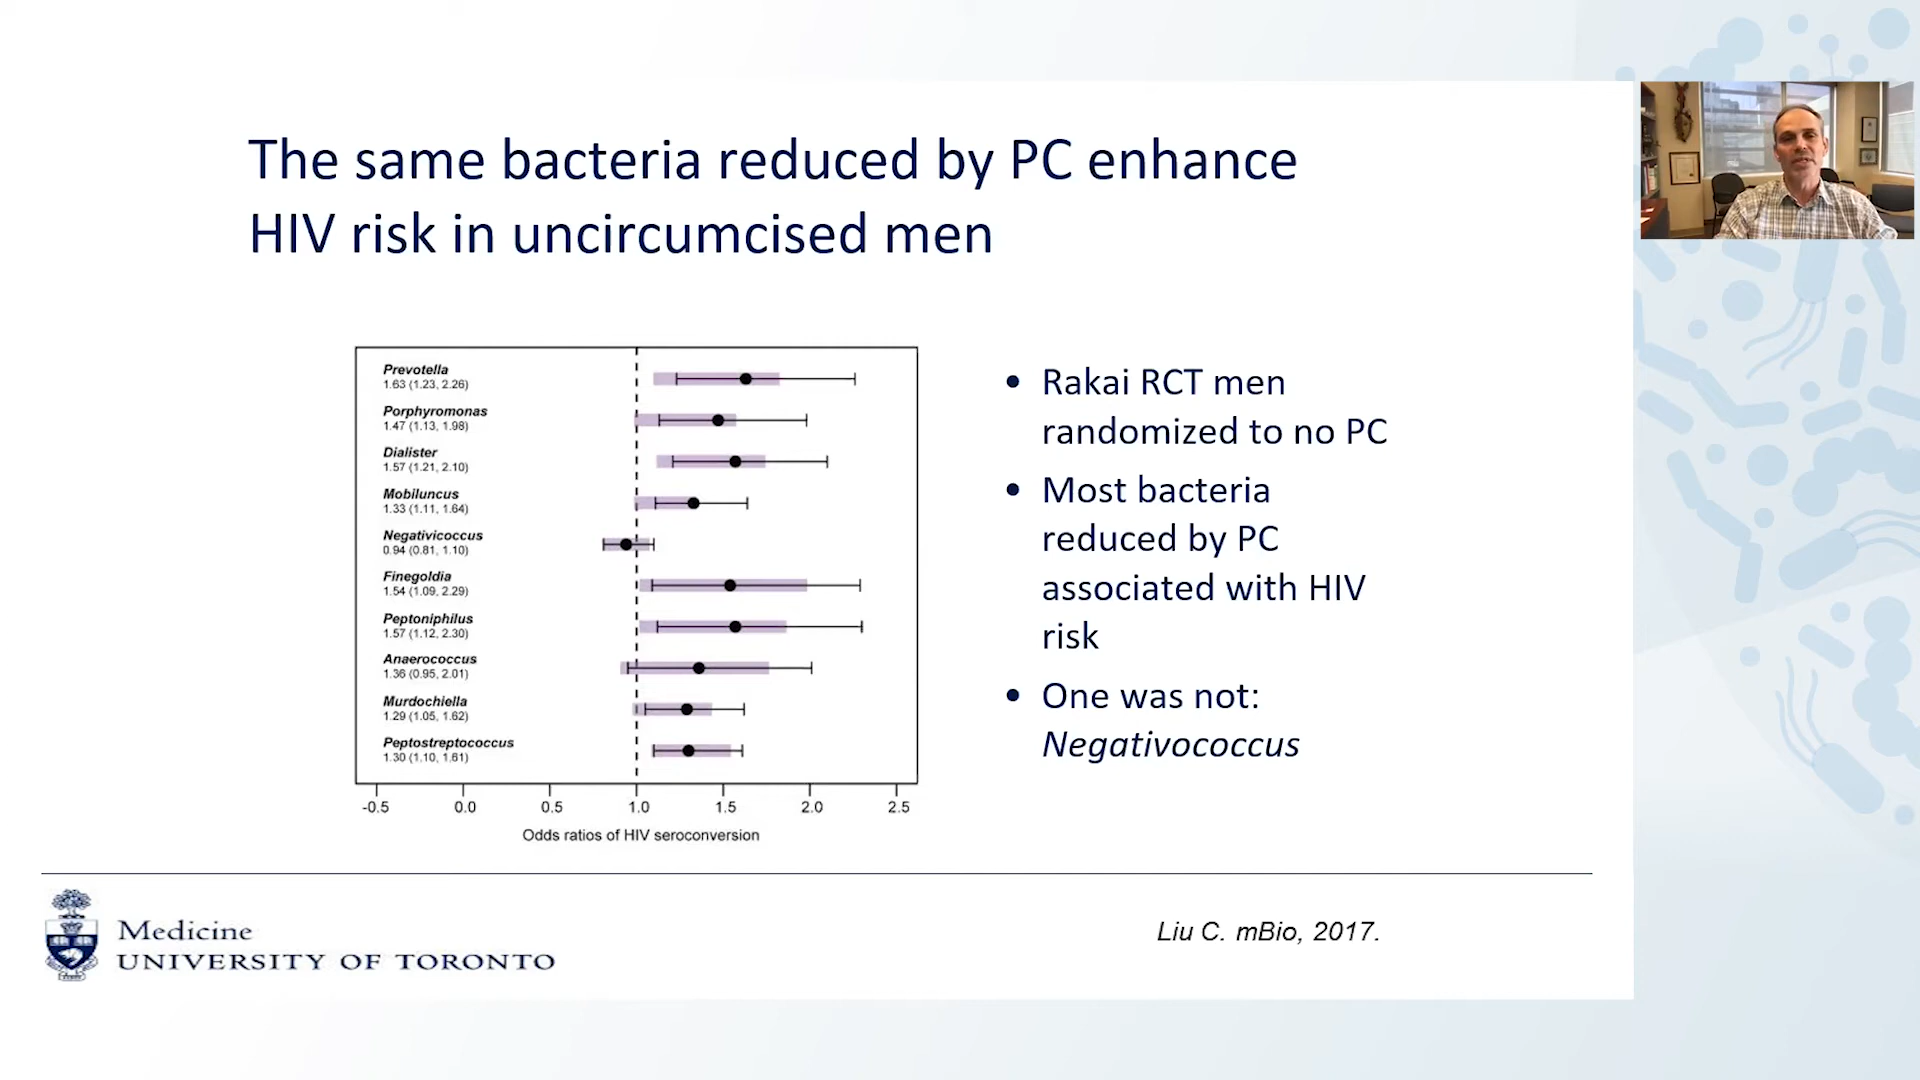 The same bacteria reduced by PC enhance
HIV risk in uncircumcised men
Prevotella
1.63 (1.23, 2.26)
Porphyromonas
1.47 (1.13, 1.98)
Dialister
1.57 (1.21, 2.10)
Mobiluncus
1.33 (1.11, 1.64)
Negativicoccus
0.94 (0.81, 1.10)
Finegoldia
1.54 (1.09, 2.29)
Peptoniphilus
1.57 (1.12, 2.30)
Anaerococcus
1.36 (0.95, 2.01)
Murdochiella
1.29 (1.05, 1.62)
Peptostreptococcus
1.30 (1.10, 1.61)
-0.5 0.0 0.5 1.0 1.5 2.0 2.5
Odds ratios of HIV seroconversion
• Rakai RCT men
randomized to no PC
• Most bacteria
reduced by PC
associated with HIV
risk
• One was not:
Negativococcus
Medicine
UNIVERSITY OF TORONTO
Liu C. mBio, 2017.